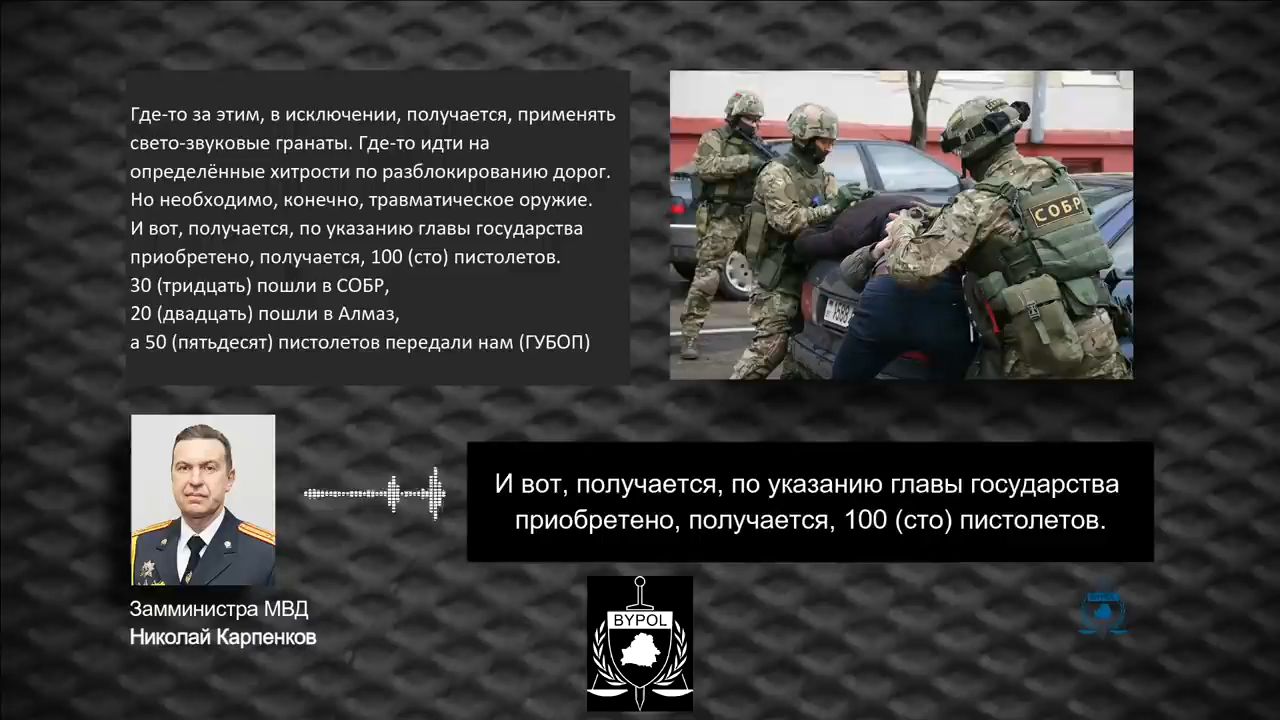 Где-то за этим, в исключении, получается, применять
свето-звуковые гранаты. Где-то идти на
определённые хитрости по разблокированию дорог.
Но необходимо, конечно, травматическое оружие.
И вот, получается, по указанию главы государства
приобретено, получается, 100 (сто) пистолетов.
30 (тридцать) пошли в СОБР,
20 (двадцать) пошли в Алмаз,
а 50 (пятьдесят) пистолетов передали нам (ГУБОП)
СОБР
И вот, получается, по указанию главы государства
приобретено, получается, 100 (сто) пистолетов.
Замминистра МВД
Николай Карпенков
BYPOL
BYPOL